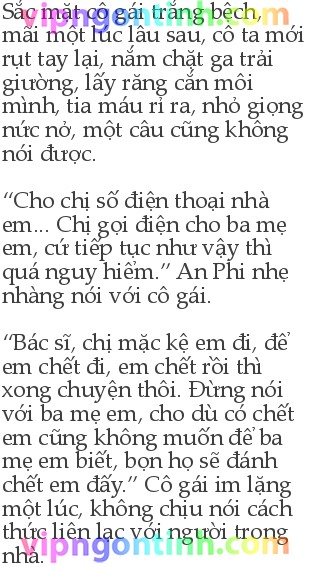 Sắc mặt cô gái trắng bệch,
mãi một lúc lâu sau, cô ta mới
rụt tay lại, nắm chặt ga trải
giường, lấy răng cắn môi
mình, tia máu rỉ ra, nhỏ giọng
nức nở, một câu cũng không
nói được.
“Cho chị số điện thoại nhà
em... Chị gọi điện cho ba mẹ
em, cứ tiếp tục như vậy thì
quá nguy hiểm.” An Phi nhẹ
nhàng nói với cô gái.
“Bác sĩ, chị mặc kệ em đi, để
em chết đi, em chết rồi thì
xong chuyện thôi. Đừng nói
với ba mẹ em, cho dù có chết
em cũng không muốn để ba
mẹ em biết, bọn họ sẽ đánh
chết em đấy.” Cô gái im lặng
một lúc, không chịu nói cách
thức liên lạc với người trong
nhà.
vipngontinh.com
vipngontinh.com